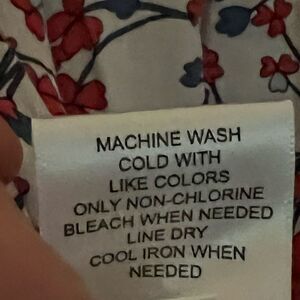 MACHINE WASH
COLD WITH
LIKE COLORS
ONLY NON-CHLORINE
BLEACH WHEN NEEDED
LINE DRY
COOL IRON WHEN
NEEDED